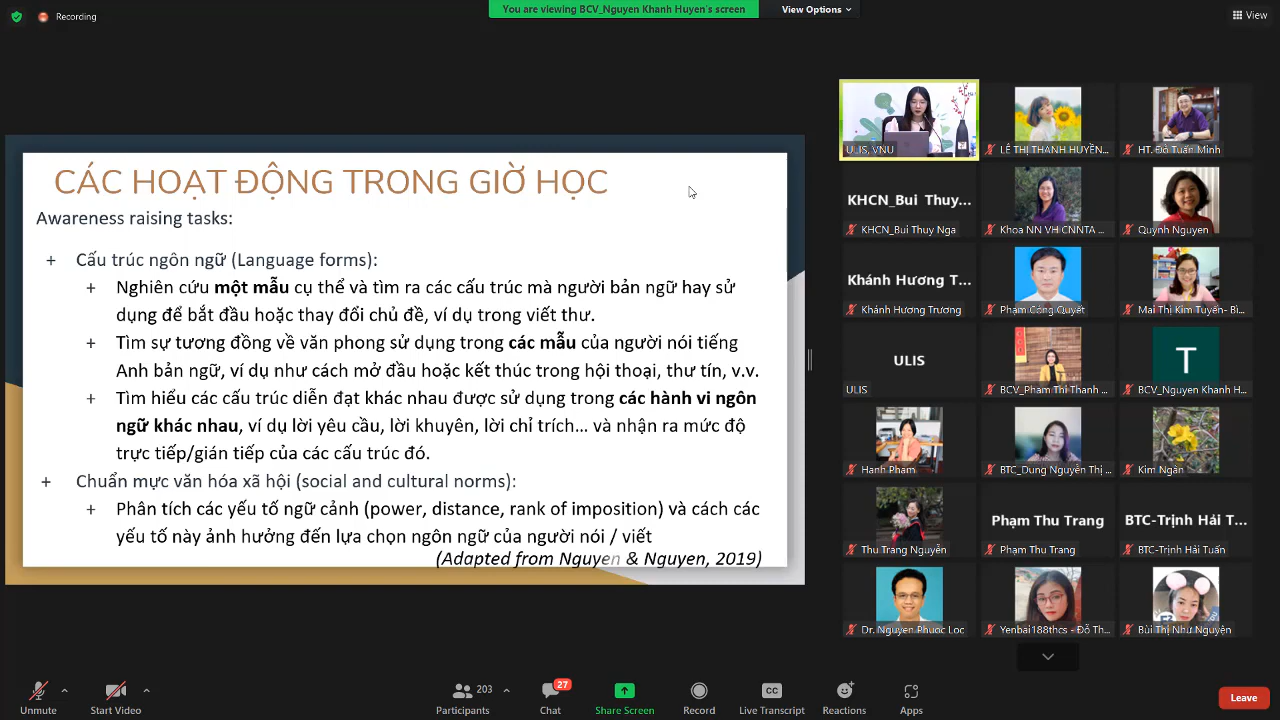 Recording
You are viewing BCV_Nguyen Khanh Huyen's screen
View Options
View
CÁC HOẠT ĐỘNG TRONG GIỜ HỌC
Awareness raising tasks:
+ Cấu trúc ngôn ngữ (Language forms):
+ Nghiên cứu một mẫu cụ thể và tìm ra các cấu trúc mà người bản ngữ hay sử
dụng để bắt đầu hoặc thay đổi chủ đề, ví dụ trong viết thư.
+ Tìm sự tương đồng về văn phong sử dụng trong các mẫu của người nói tiếng
Anh bản ngữ, ví dụ như cách mở đầu hoặc kết thúc trong hội thoại, thư tín, v.v.
+ Tìm hiểu các cấu trúc diễn đạt khác nhau được sử dụng trong các hành vi ngôn
ngữ khác nhau, ví dụ lời yêu cầu, lời khuyên, lời chỉ trích... và nhận ra mức độ
trực tiếp/gián tiếp của các cấu trúc đó.
+ Chuẩn mực văn hóa xã hội (social and cultural norms):
+ Phân tích các yếu tố ngữ cảnh (power, distance, rank of imposition) và cách các
yếu tố này ảnh hưởng đến lựa chọn ngôn ngữ của người nói / viết
(Adapted from Nguyen & Nguyen, 2019)
ULIS, VNU
LÊ THỊ THANH HUYỀN...
HT. Đỗ Tuấn Minh
KHCN_Bui Thuy...
KHCN_Bui Thuy Nga
Khoa NN VHCNNTA ...
Quynh Nguyen
Khánh Hương T...
Khánh Hương Trương
Phạm Công Quyết
Mai Thị Kim Tuyến- Bì...
ULIS
ULIS
BCV_Phạm Thị Thanh ...
T
BCV_Nguyen Khanh H...
Hanh Pham
BTC_Dung Nguyễn Thị ...
Kim Ngân
Thu Trang Nguyễn
Phạm Thu Trang
Phạm Thu Trang
BTC-Trịnh Hải T...
BTC-Trịnh Hải Tuấn
Dr. Nguyen Phuoc Loc
Yenbai188thcs - Đỗ Th...
Bùi Thị Như Nguyện
Unmute
Start Video
203
Participants
27
Chat
Share Screen
Record
CC
Live Transcript
Reactions
Apps
Leave